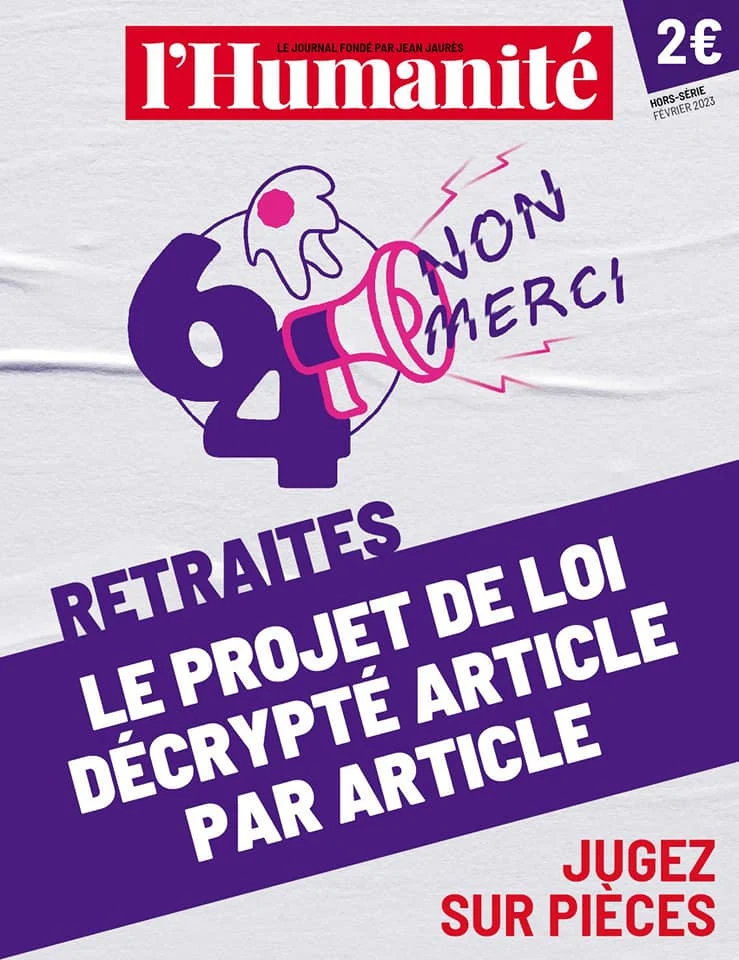 LE JOURNAL FONDÉ PAR JEAN JAURÈS
l'Humanité
2€
HORS-SÉRIE
FÉVRIER 2023
64
NON
MERCI
RETRAITES
LE PROJET DE LOI
DÉCRYPTÉ ARTICLE
PAR ARTICLE
JUGEZ
SUR PIÈCES